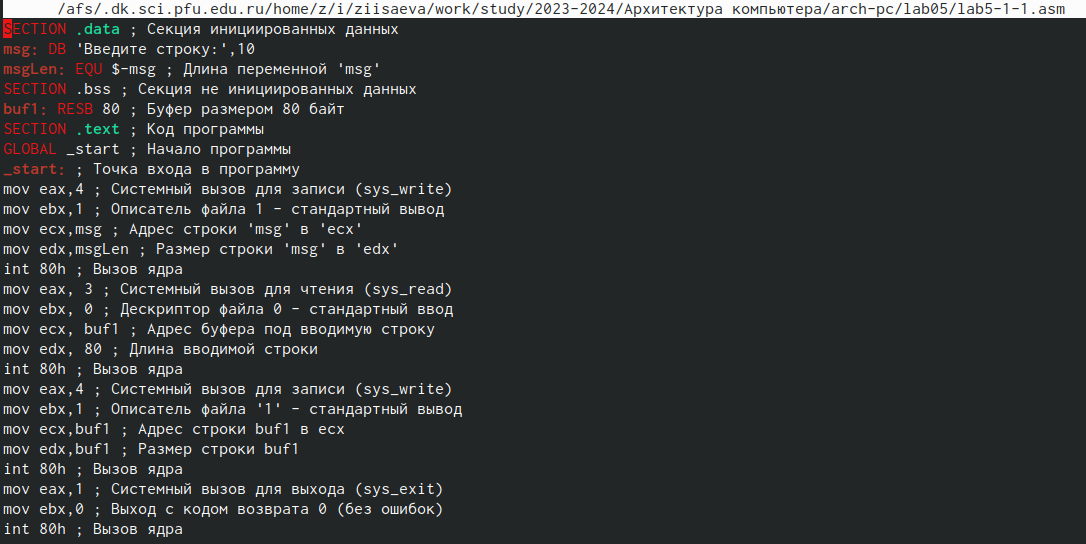 /afs/.dk.sci.pfu.edu.ru/home/z/i/ziisaeva/work/study/2023-2024/Архитектура компьютера/arch-pc/lab05/lab5-1-1.asm
SECTION .data ; Секция инициированных данных
msg: DB 'Введите строку:',10
msgLen: EQU $-msg ; Длина переменной 'msg'
SECTION .bss ; Секция не инициированных данных
buf1: RESB 80 ; Буфер размером 80 байт
SECTION .text ; Код программы
GLOBAL _start ; Начало программы
_start: ; Точка входа в программу
mov eax,4 ; Системный вызов для записи (sys_write)
mov ebx,1 ; Описатель файла 1 - стандартный вывод
mov ecx,msg ; Адрес строки 'msg' в 'ecx'
mov edx,msgLen ; Размер строки 'msg' в 'edx'
int 80h ; Вызов ядра
mov eax, 3 ; Системный вызов для чтения (sys_read)
mov ebx, 0 ; Дескриптор файла 0 - стандартный ввод
mov ecx, buf1 ; Адрес буфера под вводимую строку
mov edx, 80 ; Длина вводимой строки
int 80h ; Вызов ядра
mov eax,4 ; Системный вызов для записи (sys_write)
mov ebx,1 ; Описатель файла '1' - стандартный вывод
mov ecx,buf1 ; Адрес строки buf1 в ecx
mov edx,buf1 ; Размер строки buf1
int 80h ; Вызов ядра
mov eax,1 ; Системный вызов для выхода (sys_exit)
mov ebx,0 ; Выход с кодом возврата 0 (без ошибок)
int 80h ; Вызов ядра